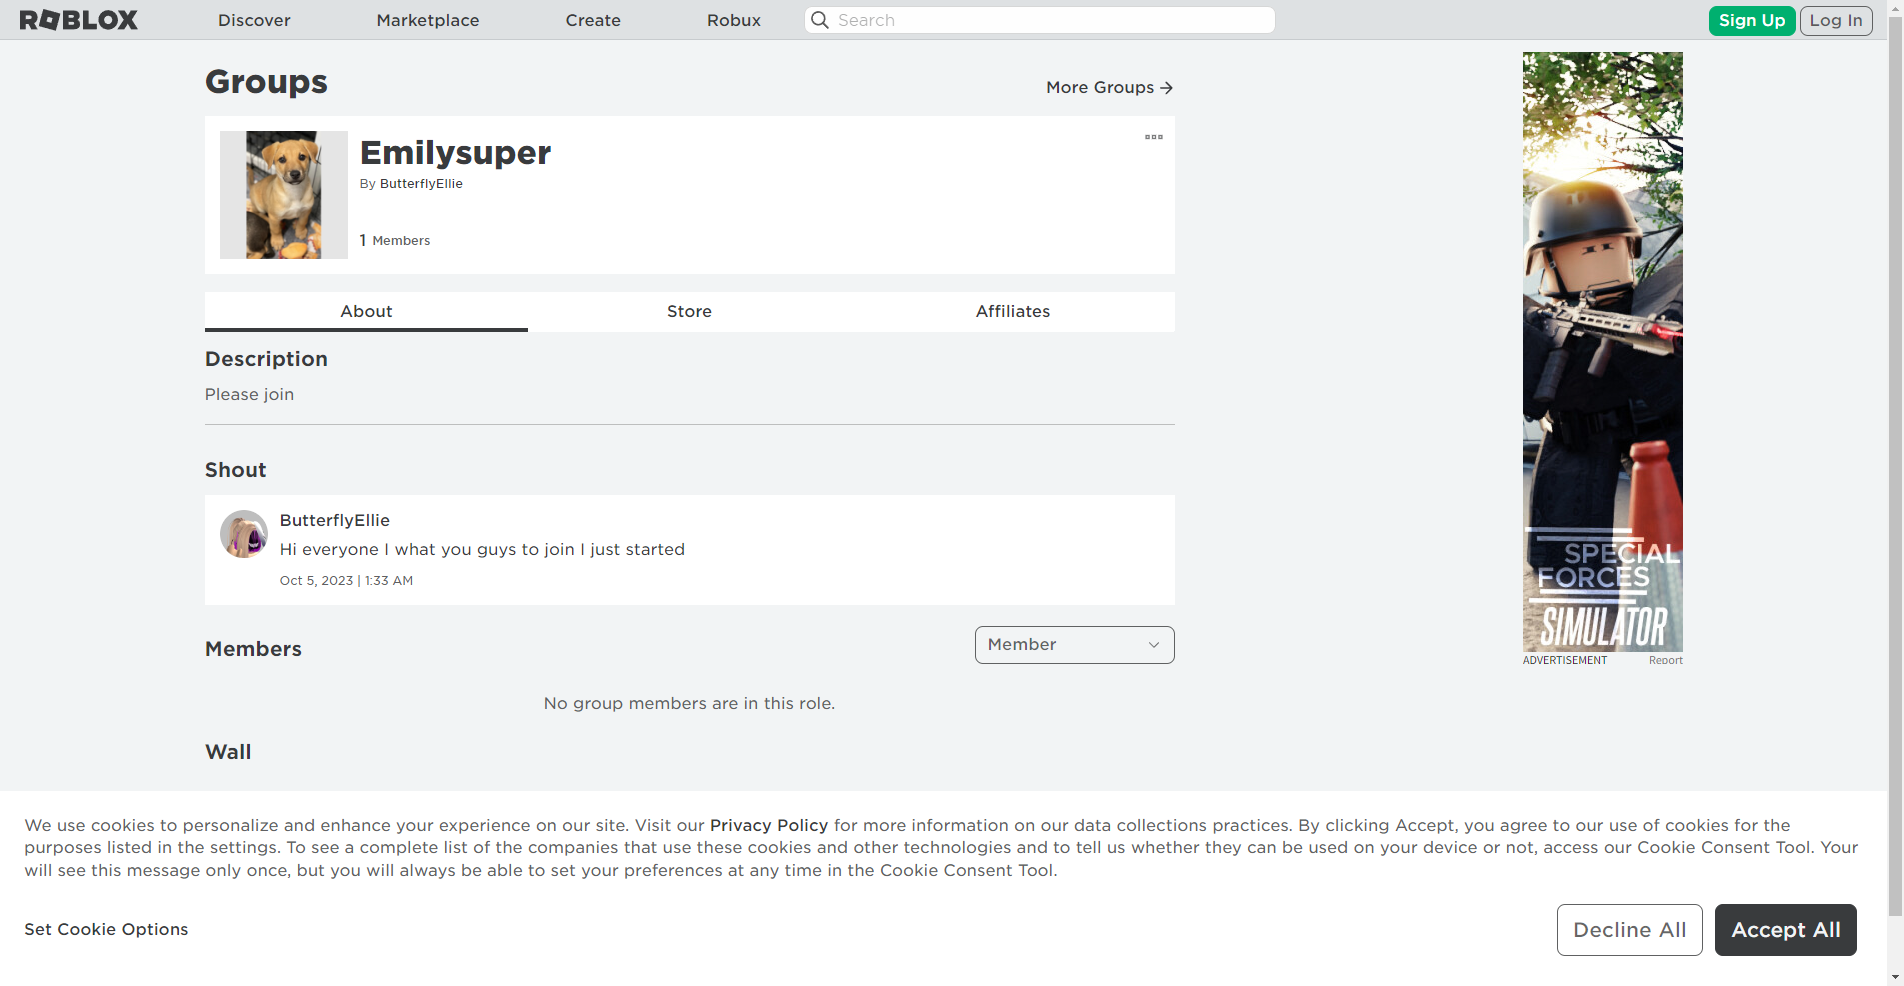 ROBLOX
Discover
Marketplace
Create
Robux
Search
Sign Up
Log In
Groups
More Groups
Emilysuper
By ButterflyEllie
1 Members
About
Store
Affiliates
Description
Please join
Shout
ButterflyEllie
Hi everyone I what you guys to join I just started
Oct 5, 2023 | 1:33 AM
Members
Member
No group members are in this role.
Wall
SPECIAL
FORCES
SIMULATOR
ADVERTISEMENT
Report
We use cookies to personalize and enhance your experience on our site. Visit our Privacy Policy for more information on our data collections practices. By clicking Accept, you agree to our use of cookies for the
purposes listed in the settings. To see a complete list of the companies that use these cookies and other technologies and to tell us whether they can be used on your device or not, access our Cookie Consent Tool. Your
will see this message only once, but you will always be able to set your preferences at any time in the Cookie Consent Tool.
Set Cookie Options
Decline All
Accept All